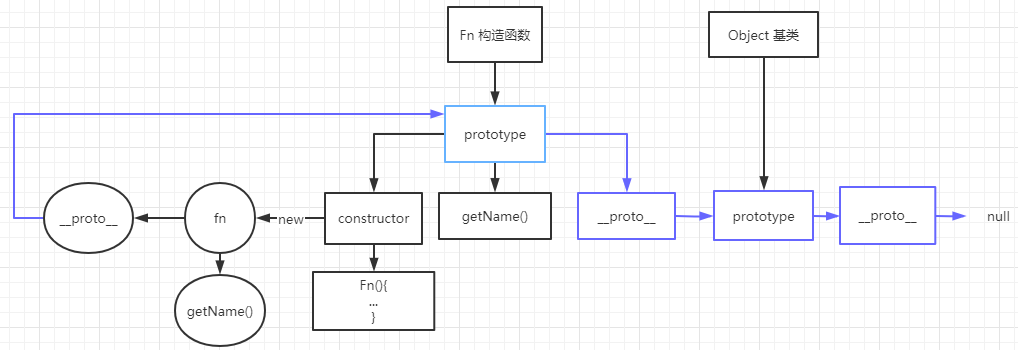 Fn 构造函数
Object 基类
prototype
__proto__
fn
new
constructor
getName()
__proto__
prototype
__proto__
null
getName()
Fn(){
...
}